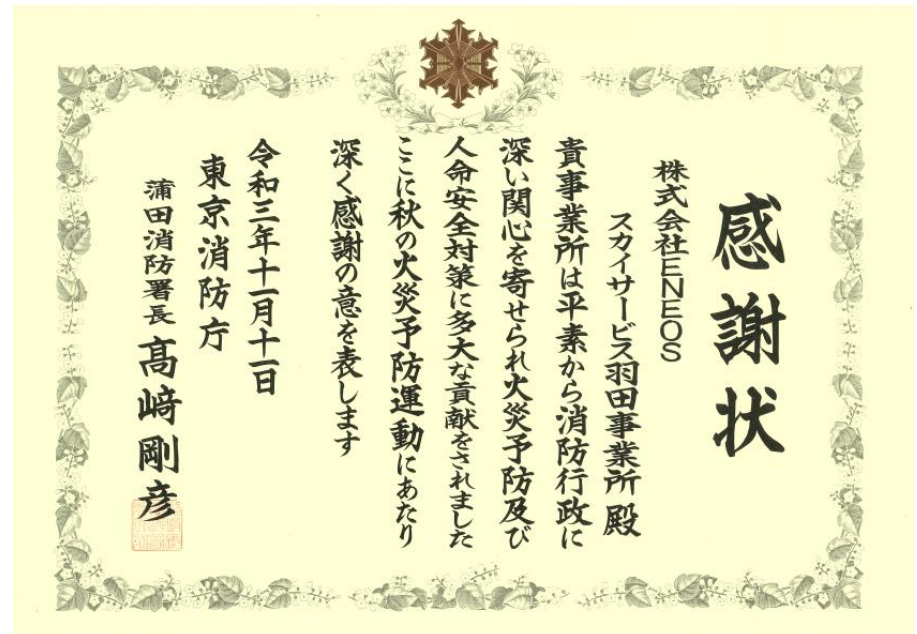 感謝状
株式会社ENEOS
スカイサービス羽田事業所 殿
貴事業所は平素から消防行政に
深い関心を寄せられ火災予防及び
人命安全対策に多大な貢献をされました
ここに秋の火災予防運動にあたり
深く感謝の意を表します
令和三年十一月十一日
東京消防庁
蒲田消防署長 髙﨑剛彦